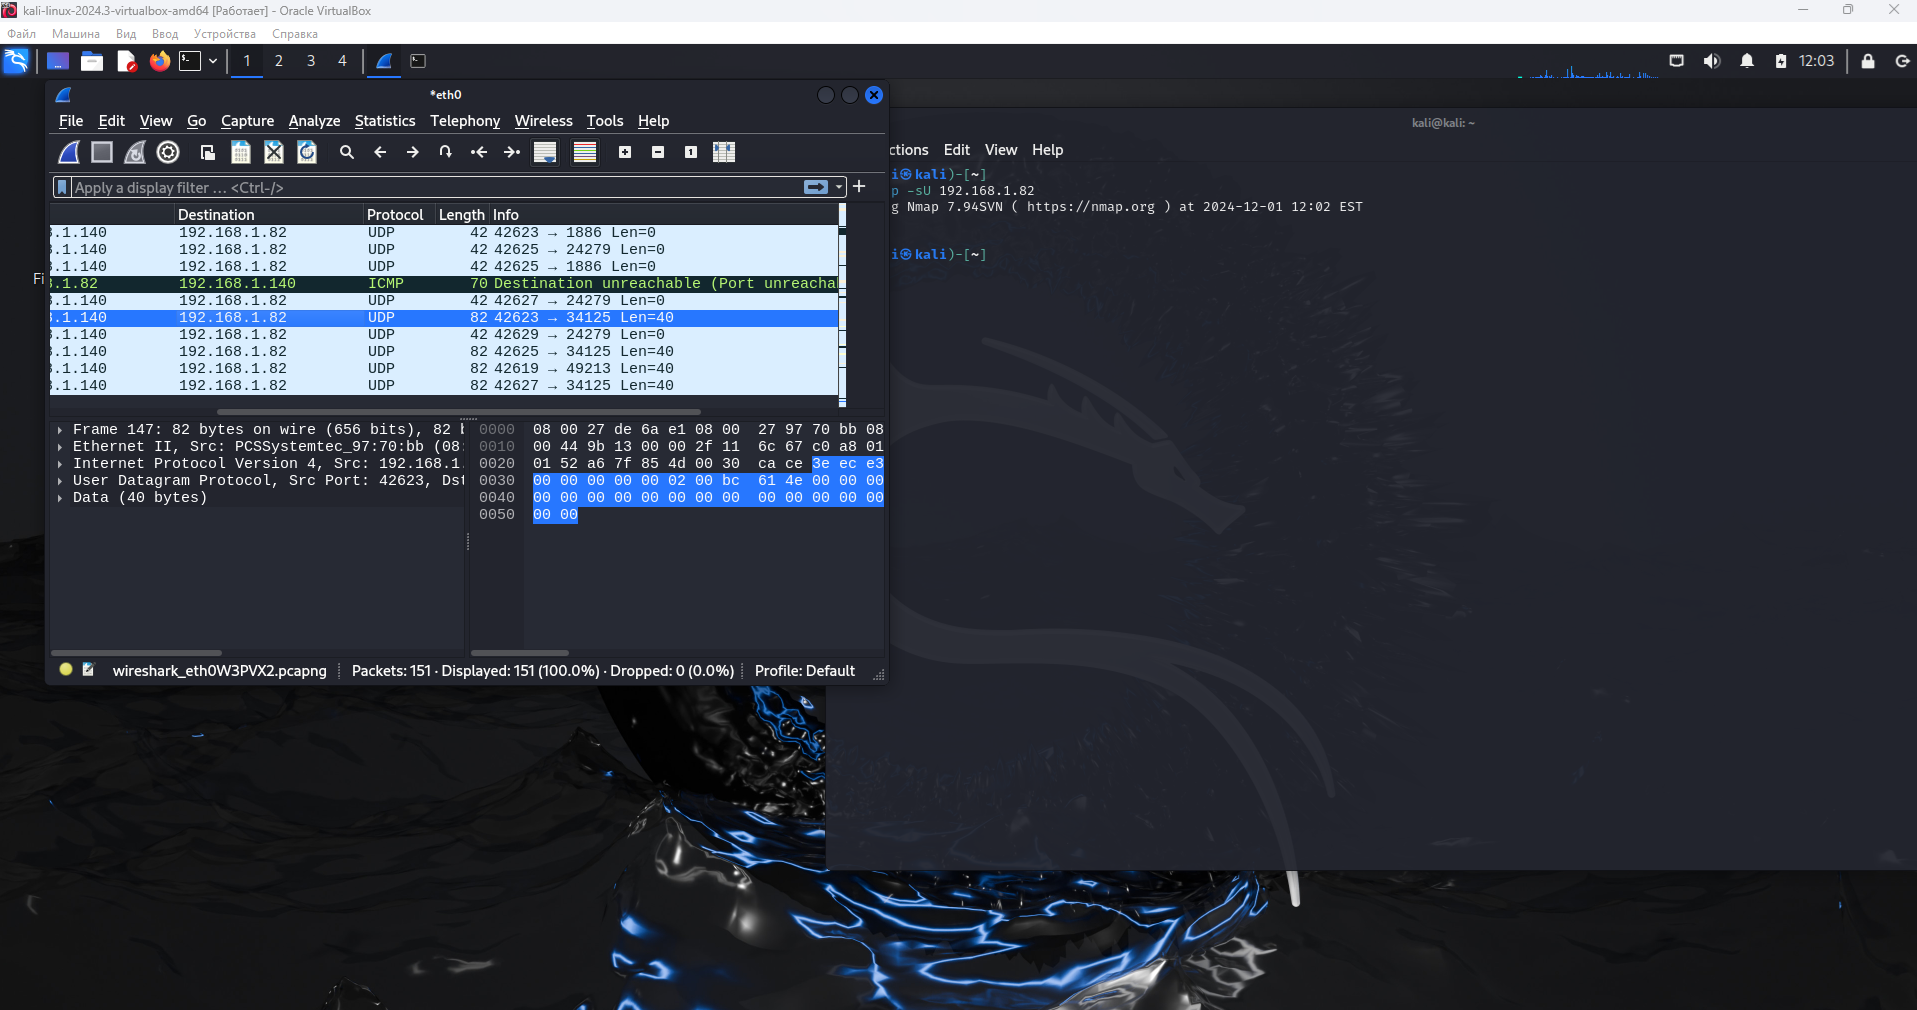 kali-linux-2024.3-virtualbox-amd64 [Работает] - Oracle VirtualBox
Файл Машина Вид Ввод Устройства Справка
1 2 3 4 12:03
*eth0
File Edit View Go Capture Analyze Statistics Telephony Wireless Tools Help
Apply a display filter … <Ctrl-/>
Destination Protocol Length Info
.1.140 192.168.1.82 UDP 42 42623 → 1886 Len=0
.1.140 192.168.1.82 UDP 42 42625 → 24279 Len=0
.1.140 192.168.1.82 UDP 42 42625 → 1886 Len=0
.1.82 192.168.1.140 ICMP 70 Destination unreachable (Port unreacha
.1.140 192.168.1.82 UDP 42 42627 → 24279 Len=0
.1.140 192.168.1.82 UDP 82 42623 → 34125 Len=40
.1.140 192.168.1.82 UDP 42 42629 → 24279 Len=0
.1.140 192.168.1.82 UDP 82 42625 → 34125 Len=40
.1.140 192.168.1.82 UDP 82 42619 → 49213 Len=40
.1.140 192.168.1.82 UDP 82 42627 → 34125 Len=40
Fi
Frame 147: 82 bytes on wire (656 bits), 82 b
Ethernet II, Src: PCSSystemtec_97:70:bb (08:
Internet Protocol Version 4, Src: 192.168.1.
User Datagram Protocol, Src Port: 42623, Dst
Data (40 bytes)
0000 08 00 27 de 6a e1 08 00 27 97 70 bb 08
0010 00 44 9b 13 00 00 2f 11 6c 67 c0 a8 01
0020 01 52 a6 7f 85 4d 00 30 ca ce 3e ec e3
0030 00 00 00 00 00 02 00 bc 61 4e 00 00 00
0040 00 00 00 00 00 00 00 00 00 00 00 00 00
0050 00 00
wireshark_eth0W3PVX2.pcapng Packets: 151 · Displayed: 151 (100.0%) · Dropped: 0 (0.0%) Profile: Default
kali@kali: ~
ctions Edit View Help
i㉿kali)-[~]
p -sU 192.168.1.82
g Nmap 7.94SVN ( https://nmap.org ) at 2024-12-01 12:02 EST
i㉿kali)-[~]